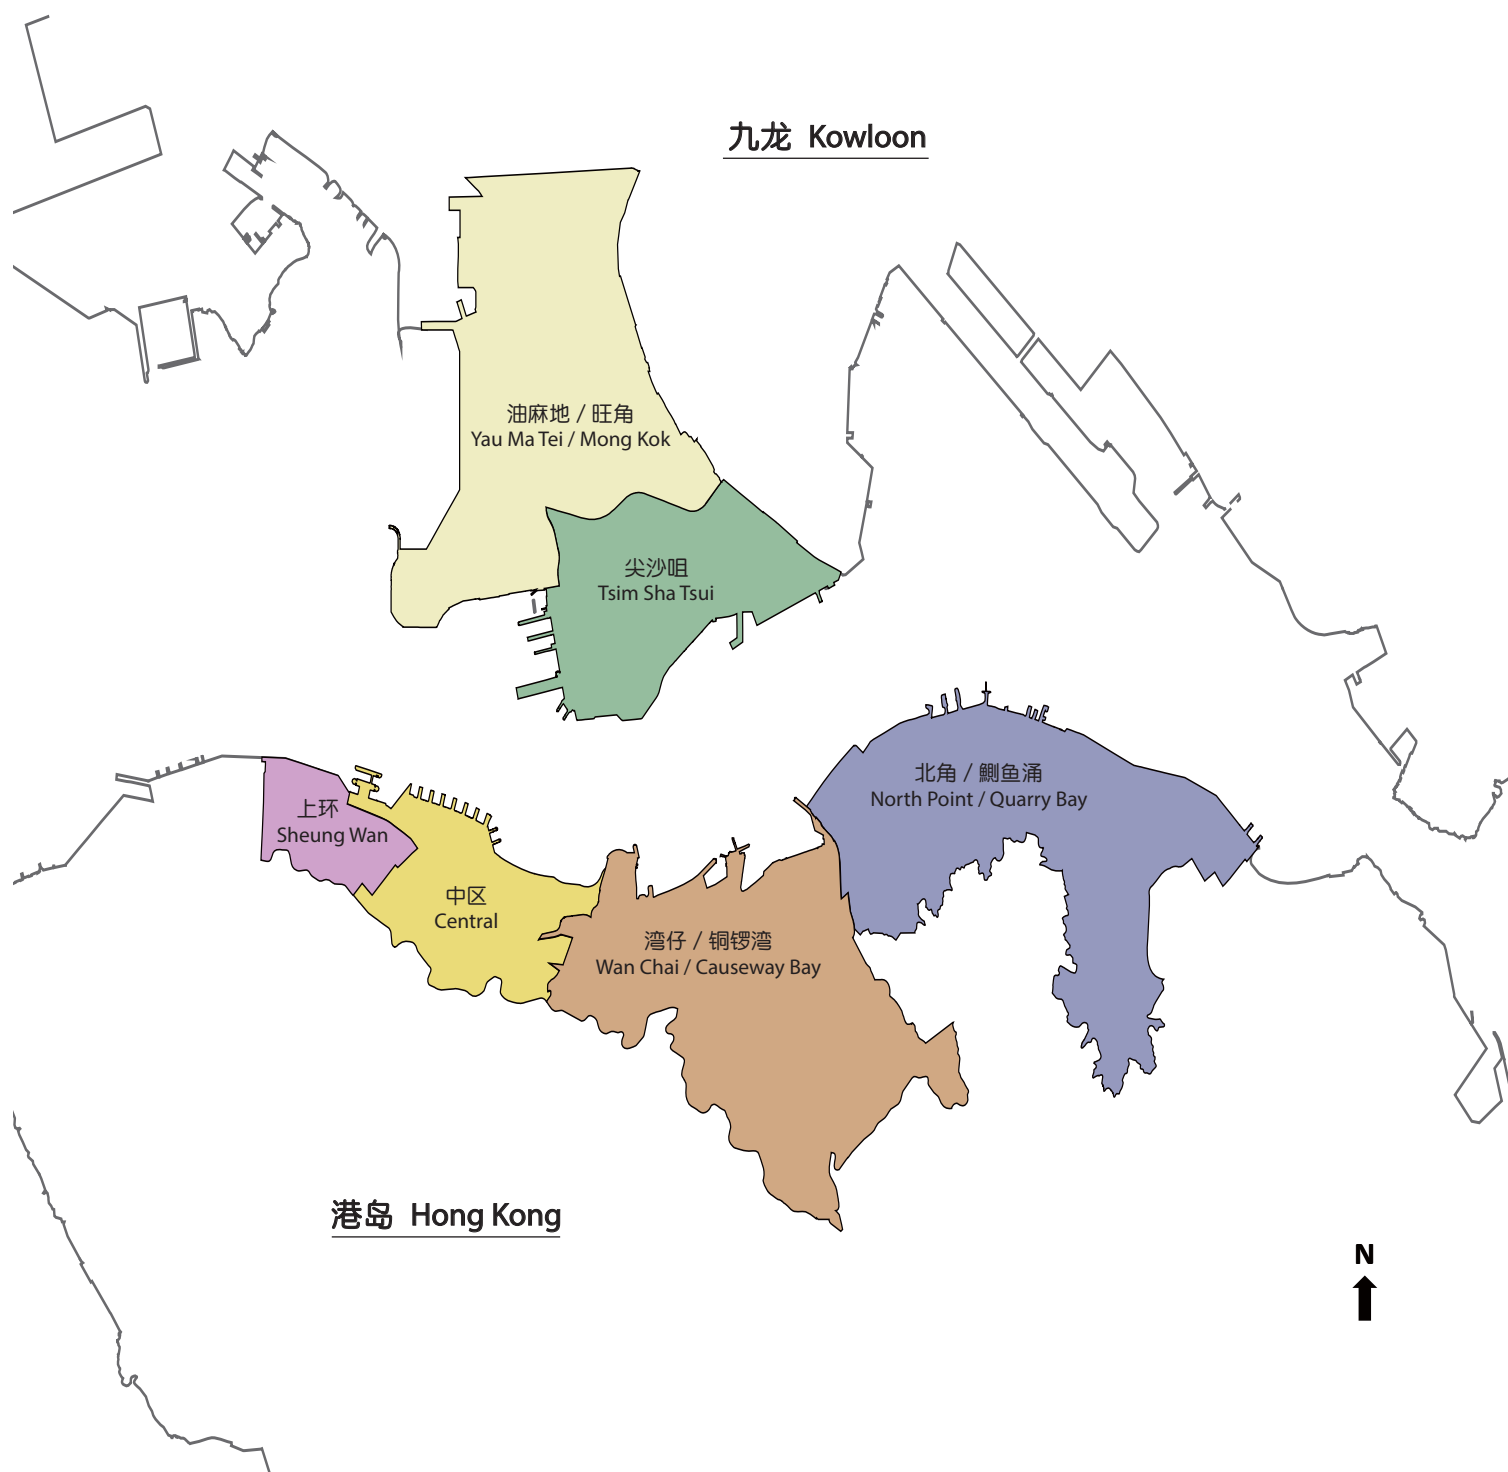 九龙 Kowloon
油麻地 / 旺角
Yau Ma Tei / Mong Kok
尖沙咀
Tsim Sha Tsui
北角 / 鰂鱼涌
North Point / Quarry Bay
上环
Sheung Wan
中区
Central
湾仔 / 铜锣湾
Wan Chai / Causeway Bay
港岛 Hong Kong
N